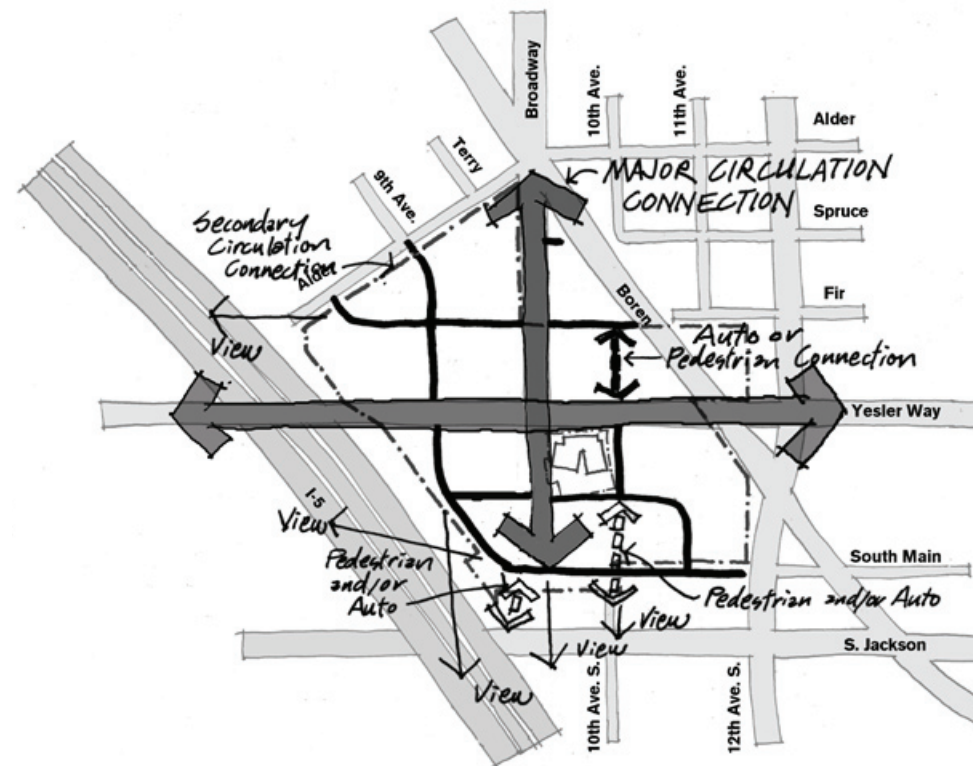 Broadway
10th Ave.
11th Ave.
Alder
Terry
9th Ave.
MAJOR CIRCULATION
CONNECTION
Spruce
Secondary
Circulation
Connection
Alder
Fir
Boren
View
Auto or
Pedestrian Connection
Yesler Way
I-5
View
Pedestrian
and/or
Auto
South Main
Pedestrian and/or Auto
View
View
S. Jackson
View
10th Ave. S.
12th Ave. S.